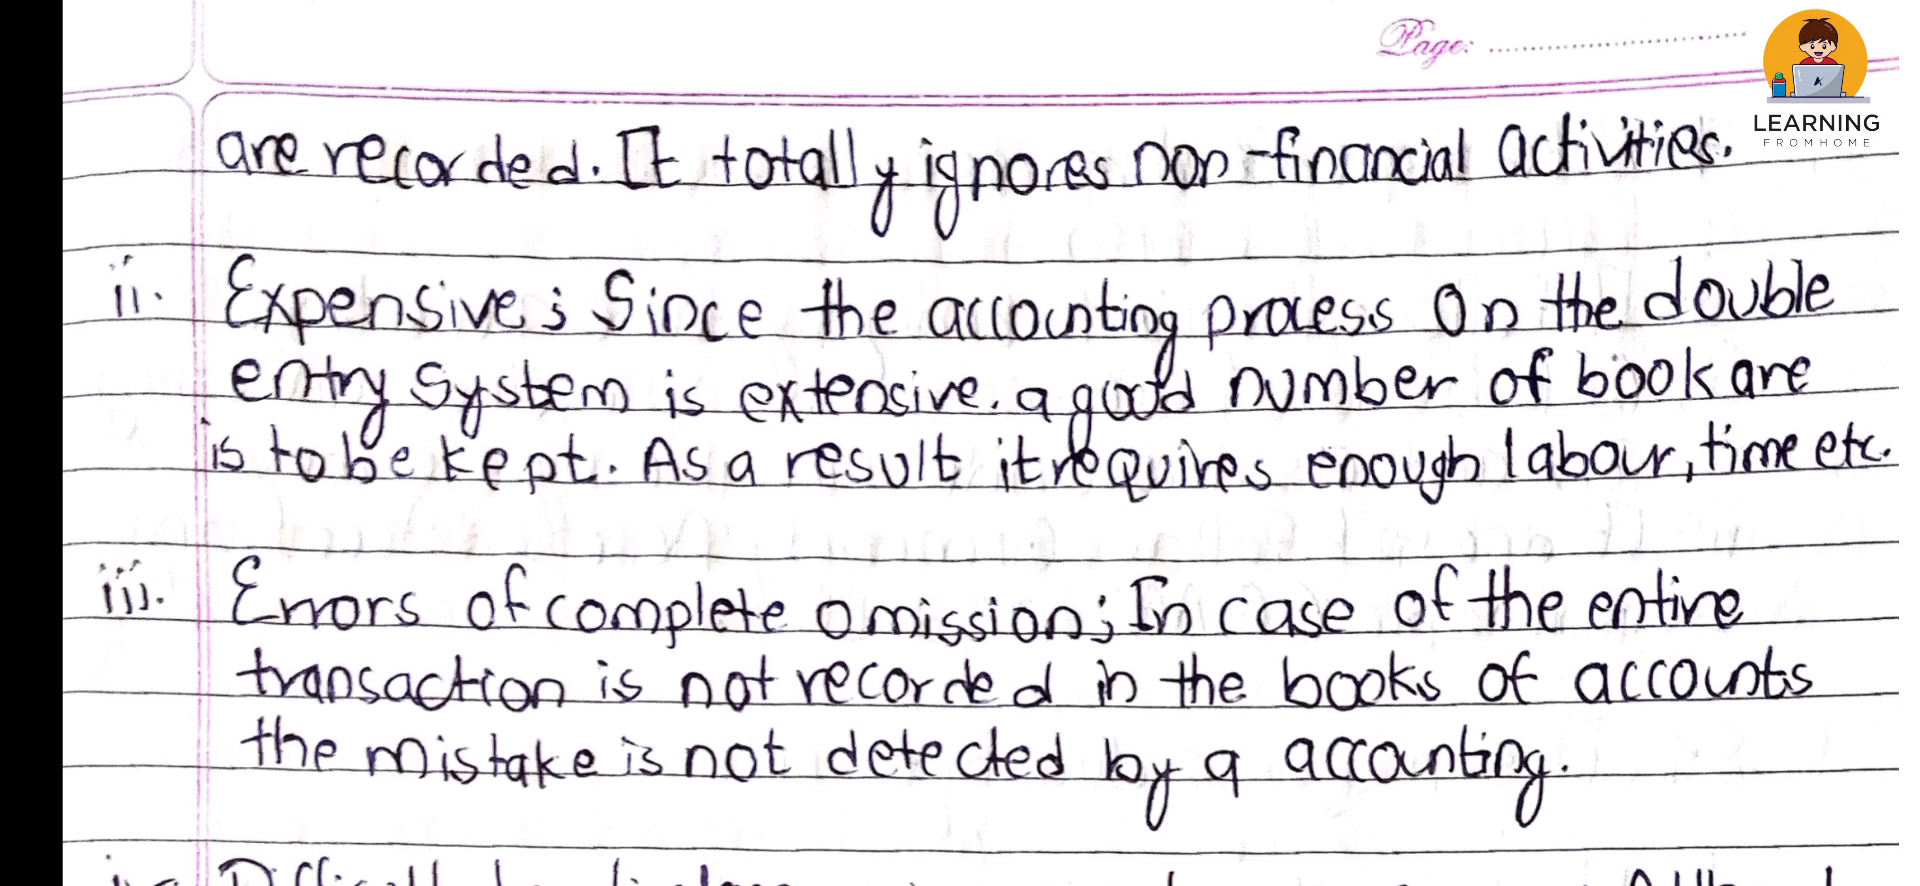 Page:
LEARNING
FROMHOME
are recorded. It totally ignores non-financial activities.
ii. Expensive; Since the accounting process On the double
entry system is extensive. a good number of book are
is to be kept. As a result it requires enough labour, time etc.
iii. Errors of complete omission; In case of the entire
transaction is not recorded in the books of accounts
the mistake is not detected by a accounting.